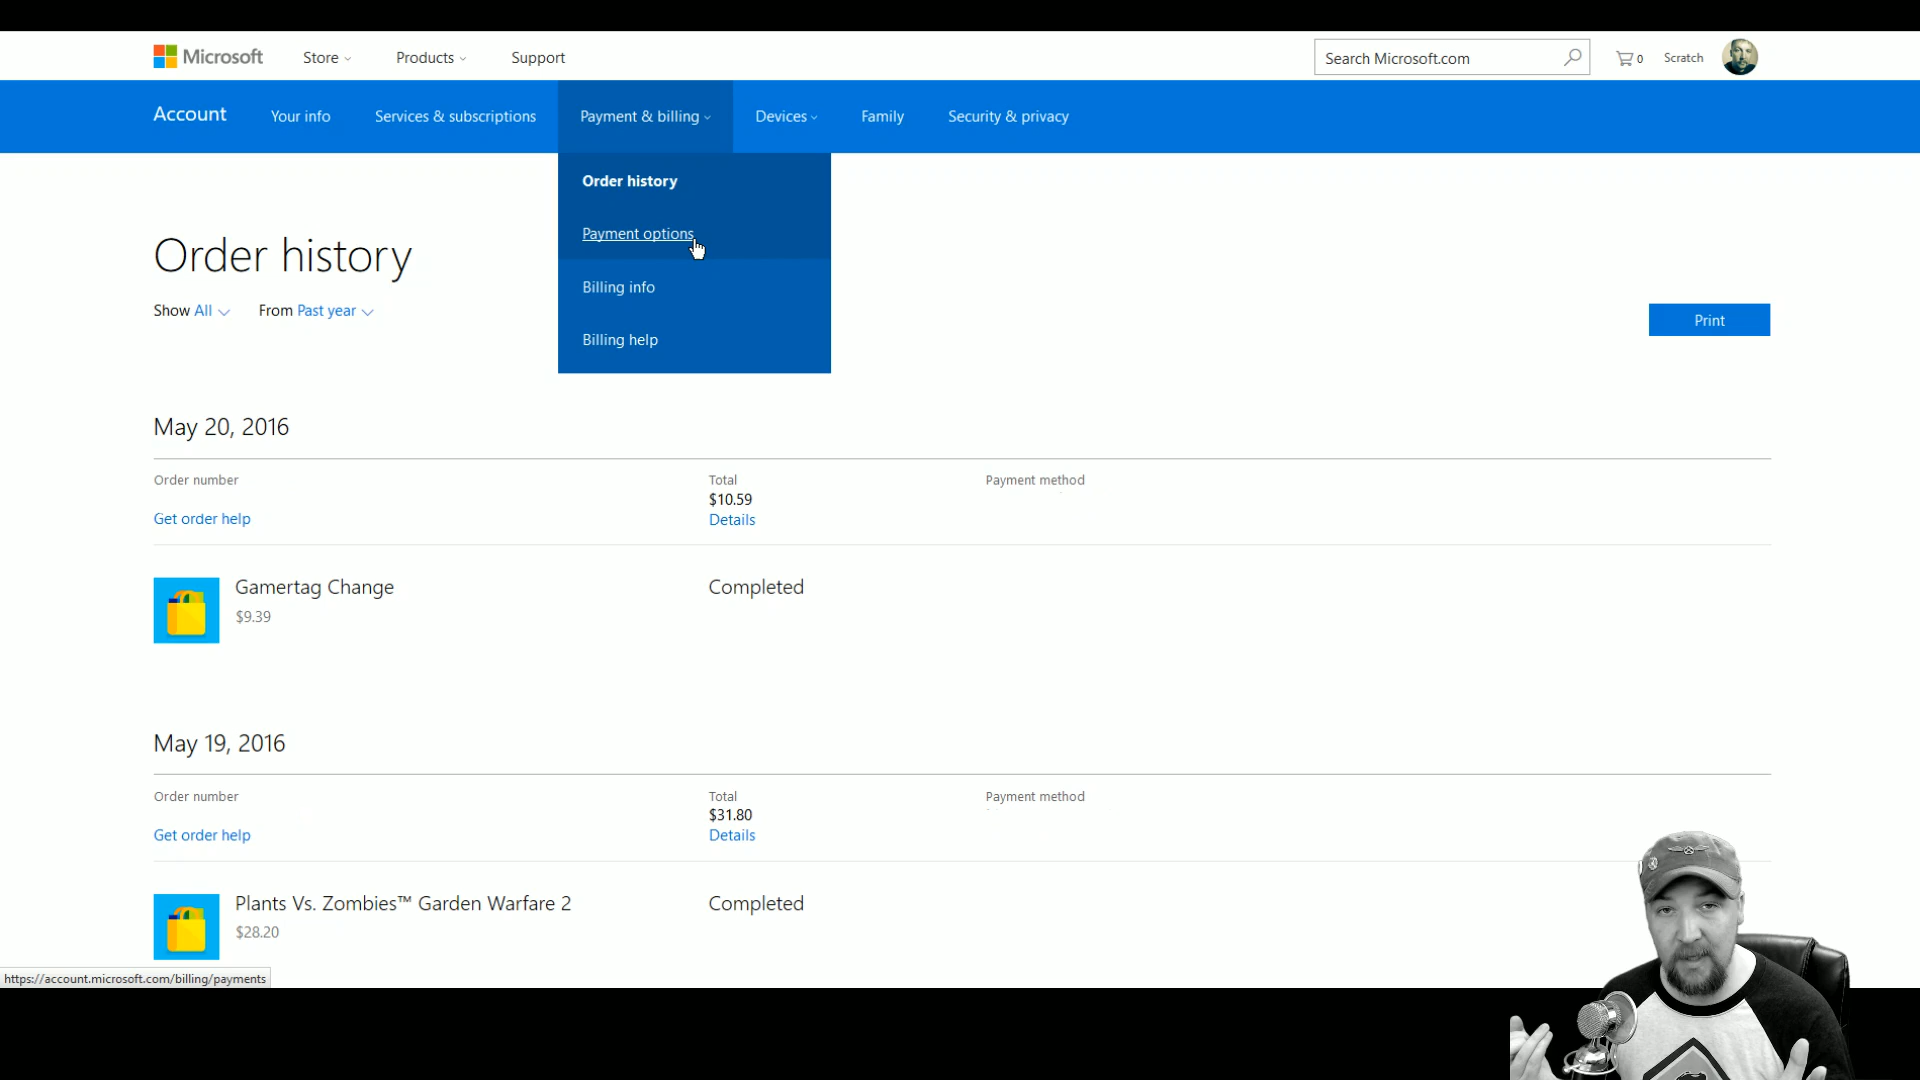 Microsoft Store Products Support Search Microsoft.com 0 Scratch
Account Your info Services & subscriptions Payment & billing Devices Family Security & privacy
Order history
Payment options
Billing info
Billing help
Order history
Show All From Past year
Print
May 20, 2016
Order number Total Payment method
$10.59
Get order help Details
Gamertag Change Completed
$9.39
May 19, 2016
Order number Total Payment method
$31.80
Get order help Details
Plants Vs. Zombies™ Garden Warfare 2 Completed
$28.20
https://account.microsoft.com/billing/payments